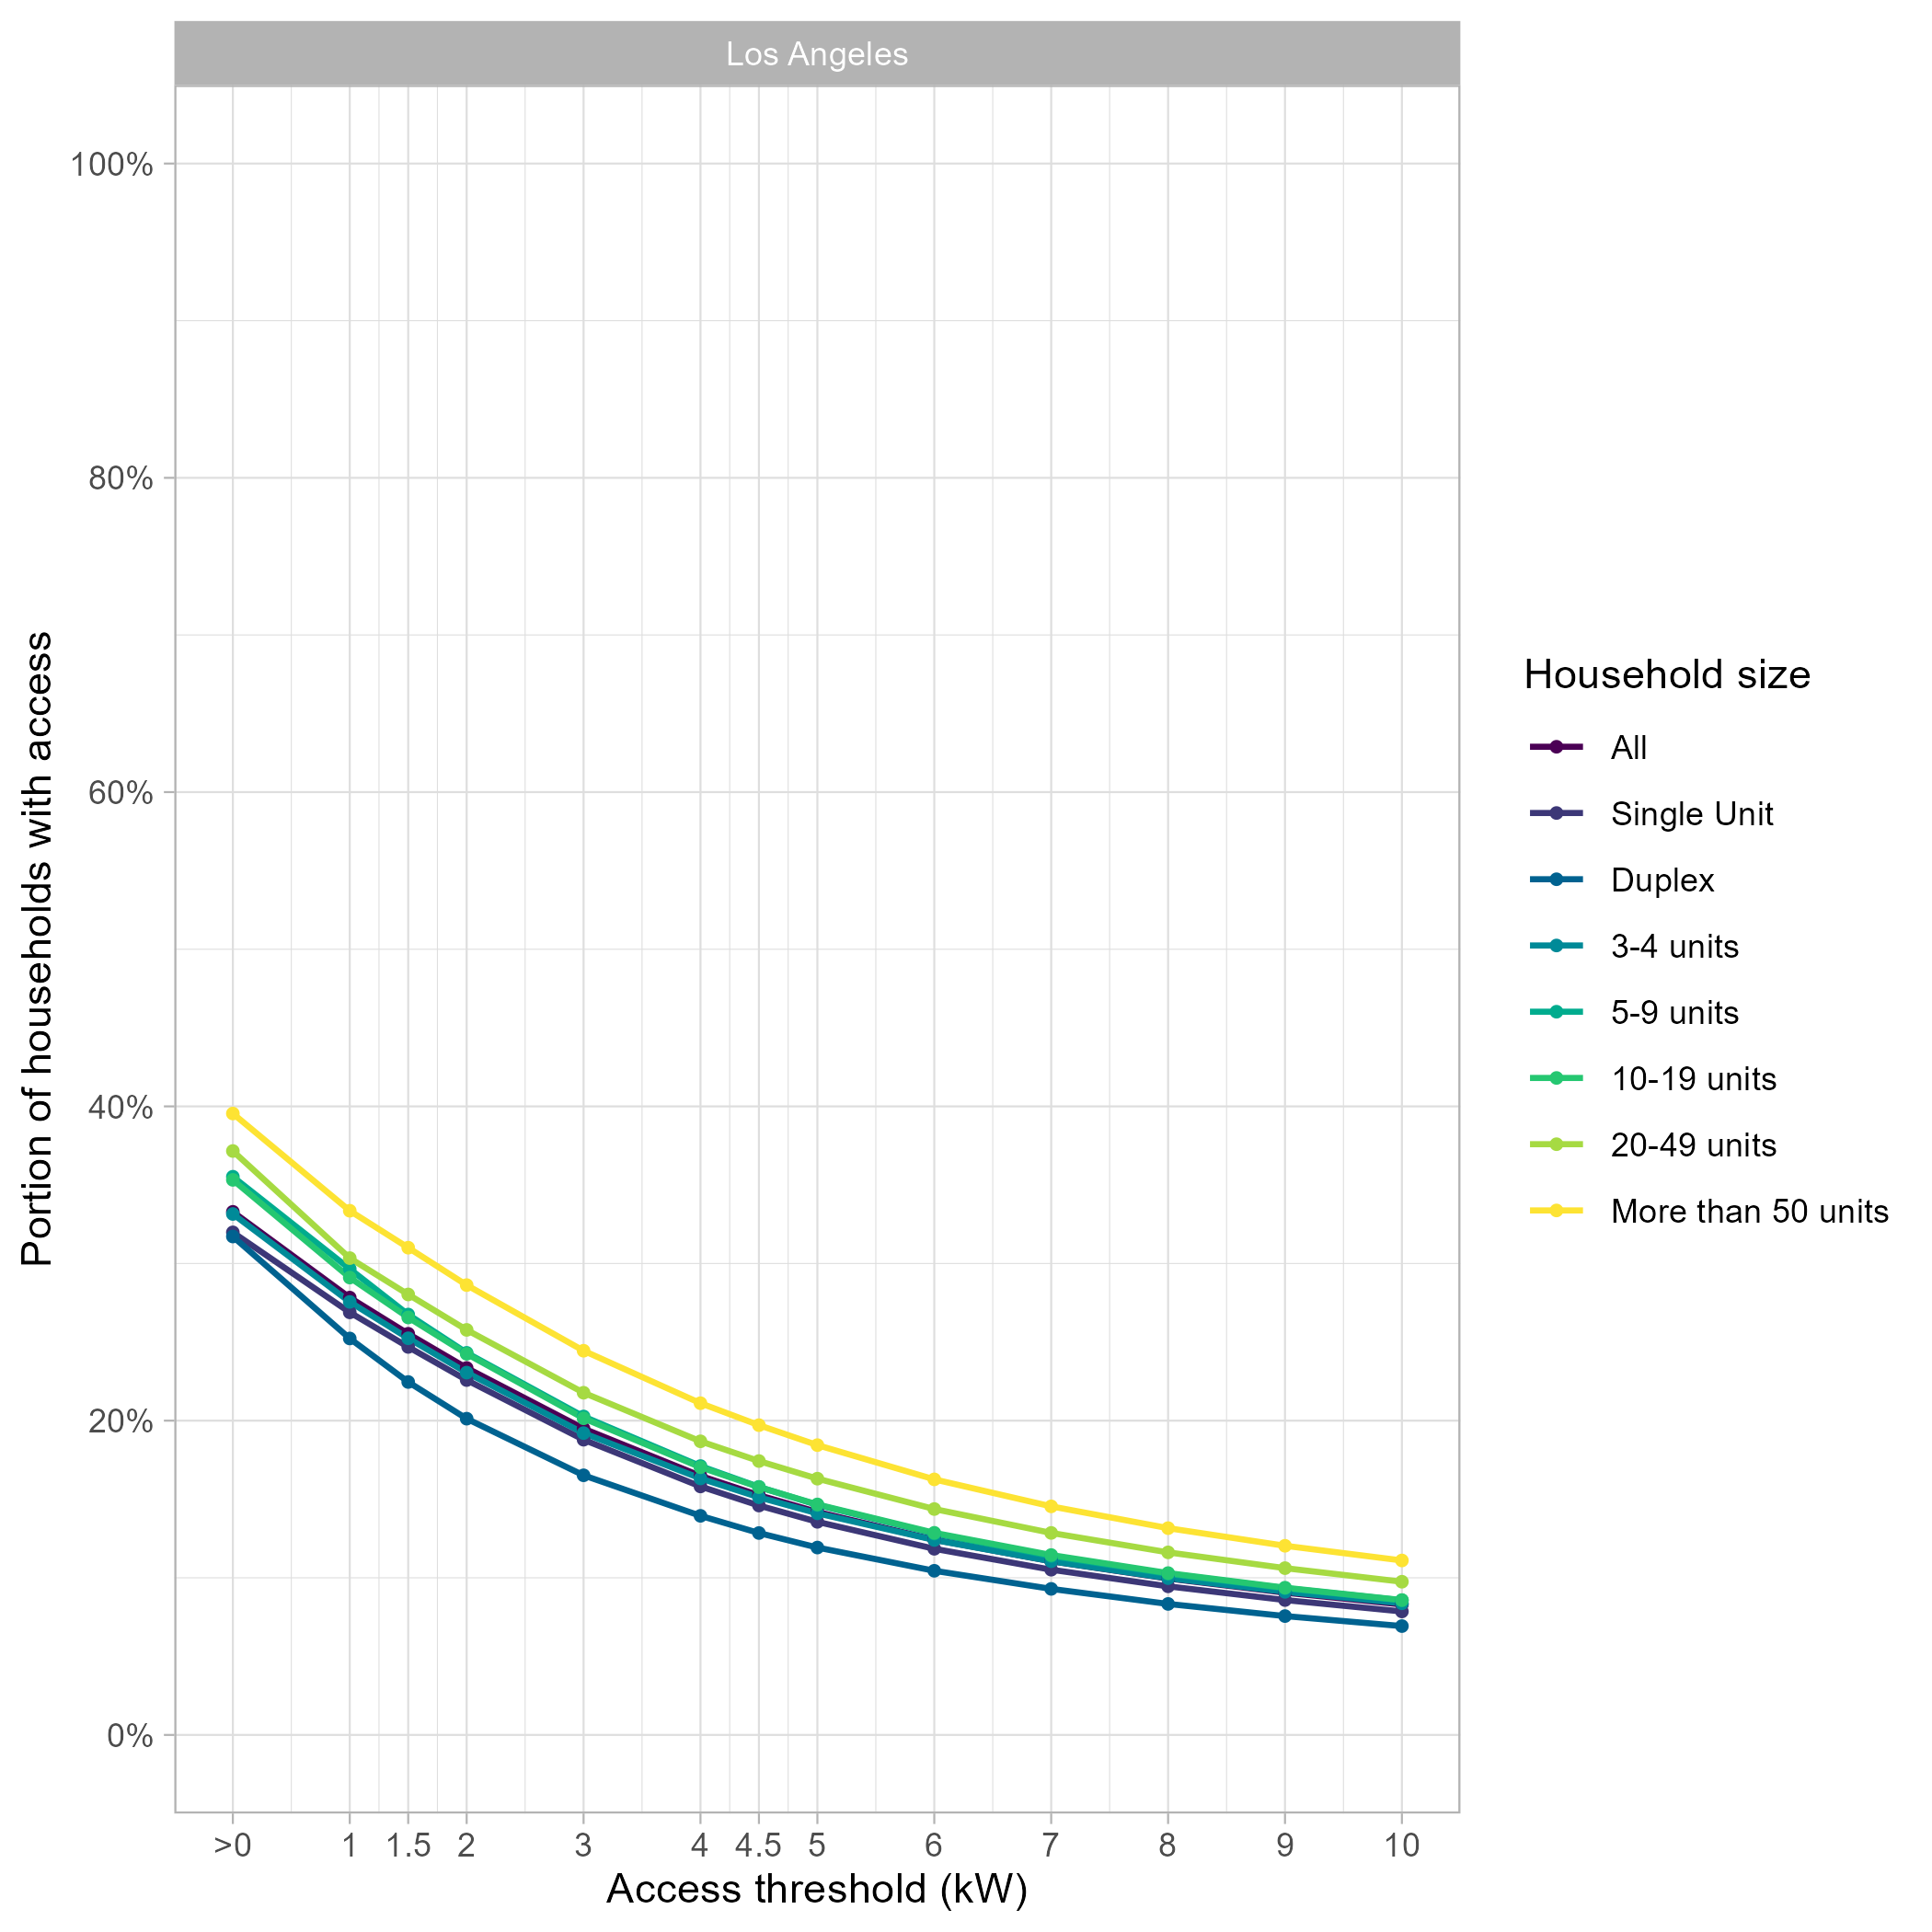 Los Angeles
100%
80%
60%
40%
20%
0%
Portion of households with access
>0 1 1.5 2 3 4 4.5 5 6 7 8 9 10
Access threshold (kW)
Household size
All
Single Unit
Duplex
3-4 units
5-9 units
10-19 units
20-49 units
More than 50 units